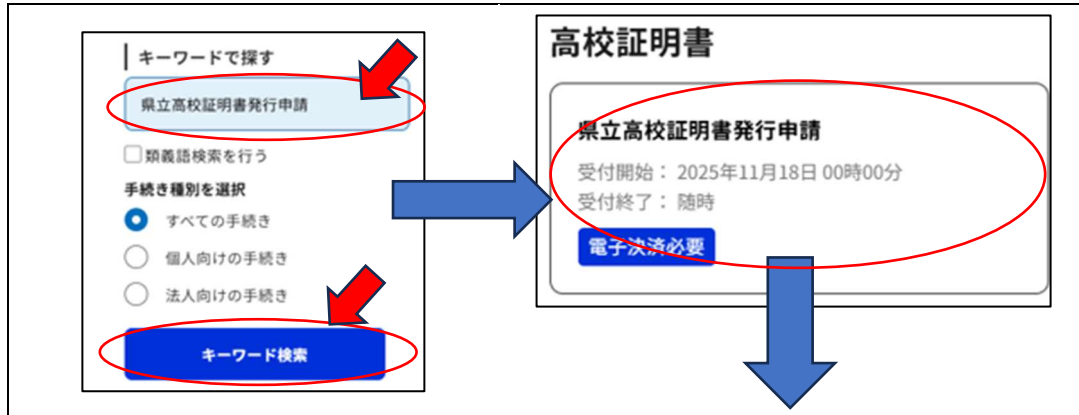 キーワードで探す
県立高校証明書発行申請
類義語検索を行う
手続き種別を選択
すべての手続き
個人向けの手続き
法人向けの手続き
キーワード検索
高校証明書
県立高校証明書発行申請
受付開始： 2025年11月18日 00時00分
受付終了： 随時
電子決済必要